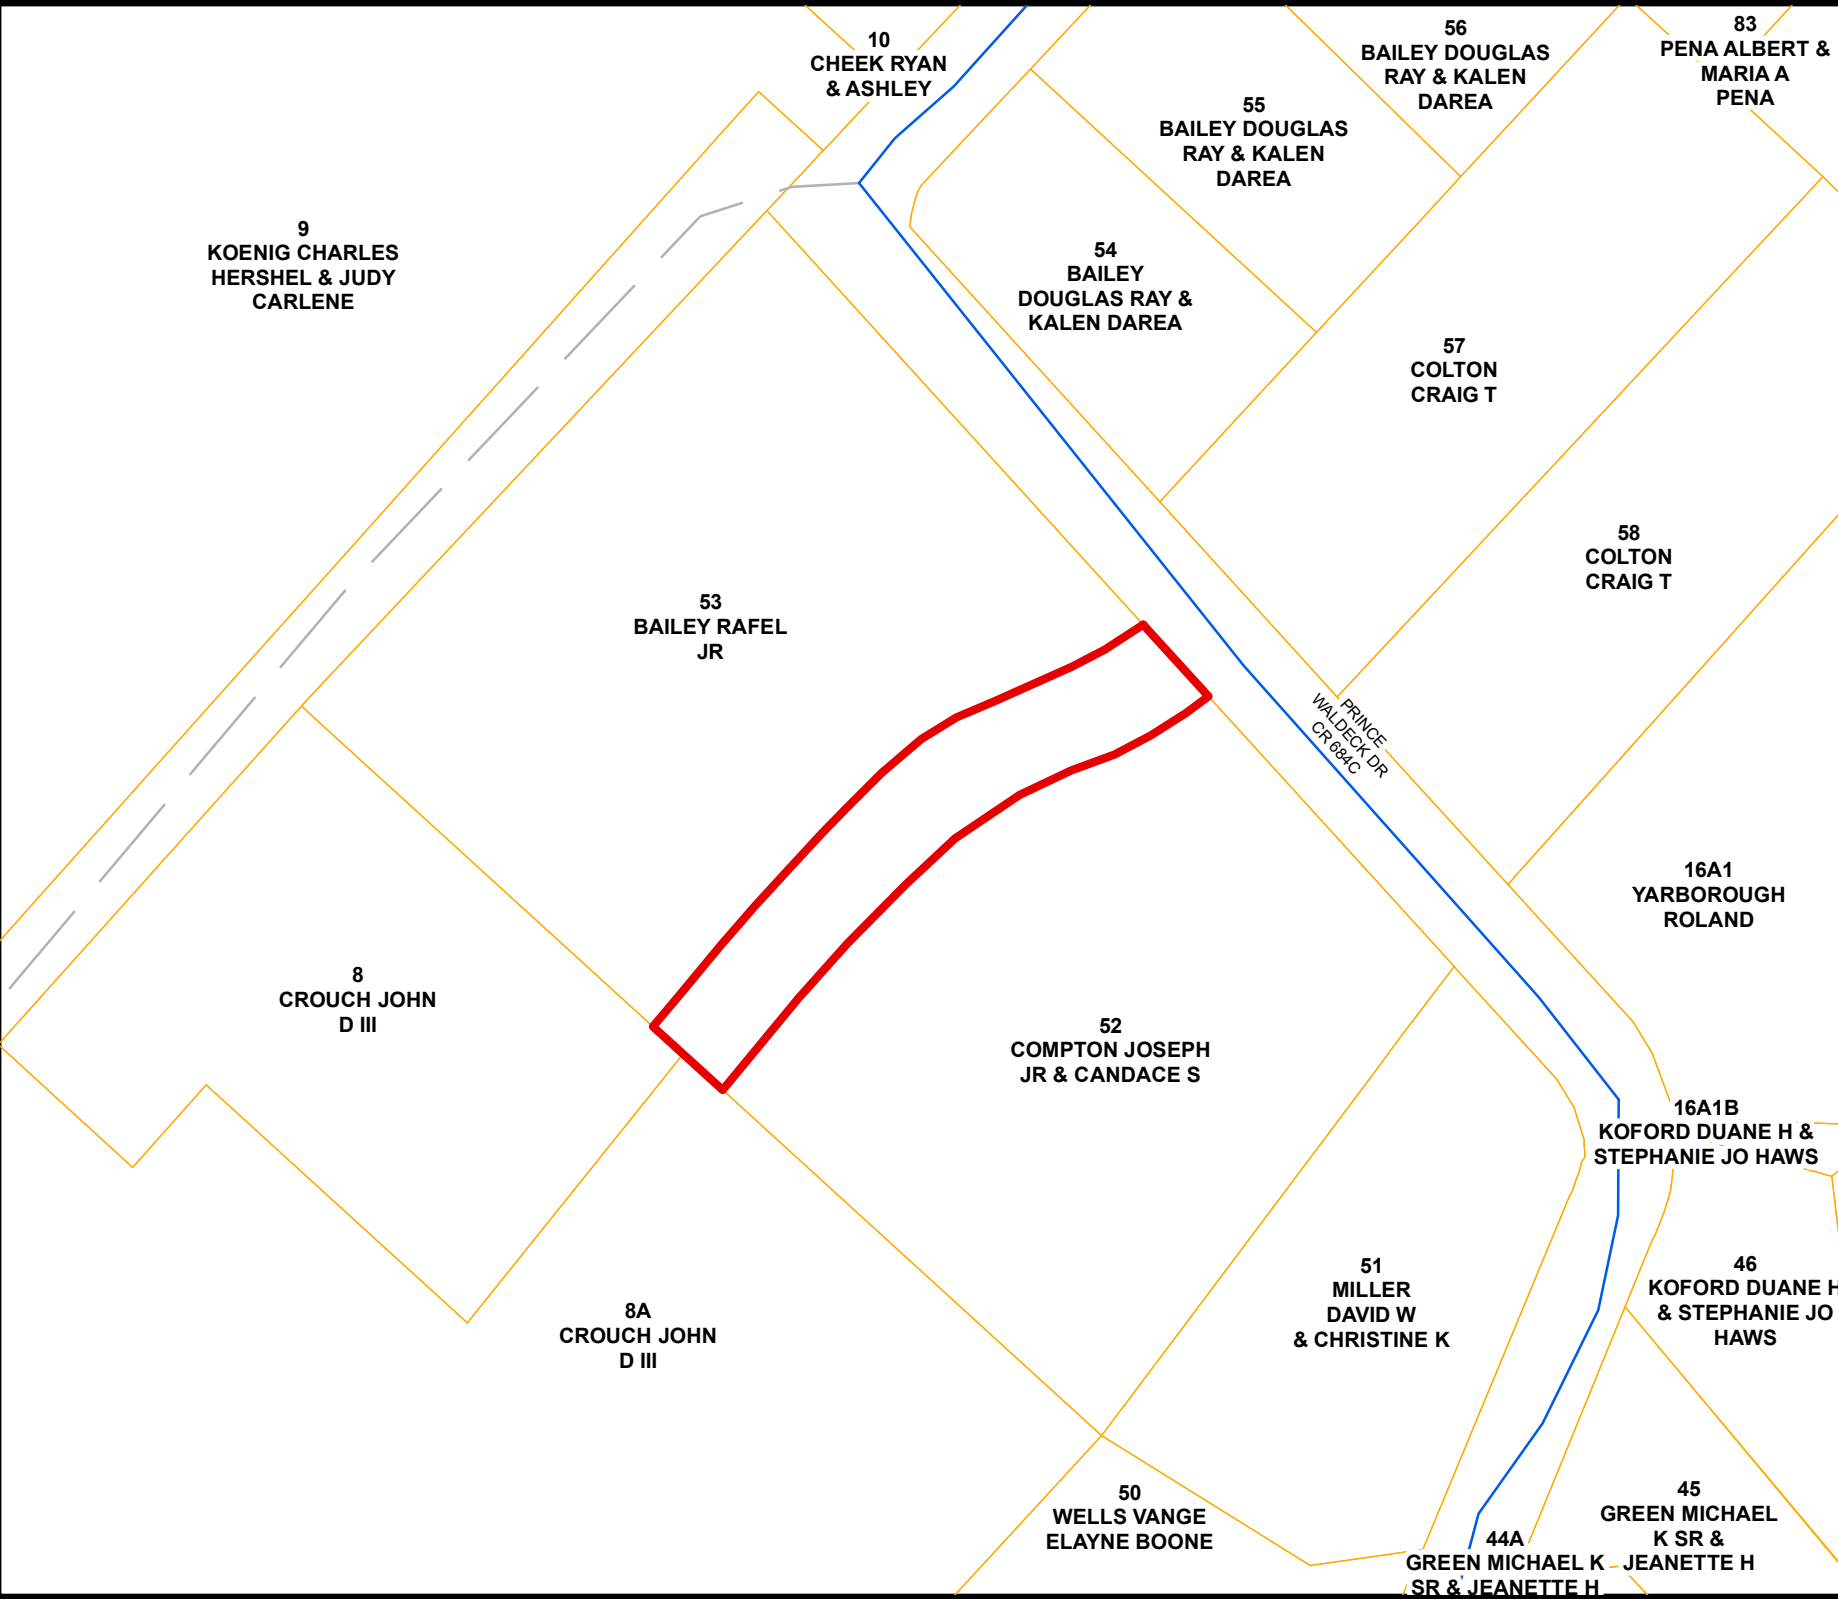 10
CHEEK RYAN
& ASHLEY
56
BAILEY DOUGLAS
RAY & KALEN
DAREA
83
PENA ALBERT &
MARIA A
PENA
55
BAILEY DOUGLAS
RAY & KALEN
DAREA
9
KOENIG CHARLES
HERSHEL & JUDY
CARLENE
54
BAILEY
DOUGLAS RAY &
KALEN DAREA
57
COLTON
CRAIG T
58
COLTON
CRAIG T
53
BAILEY RAFEL
JR
PRINCE
WALDECK DR
CR 684C
16A1
YARBOROUGH
ROLAND
8
CROUCH JOHN
D III
52
COMPTON JOSEPH
JR & CANDACE S
16A1B
KOFORD DUANE H &
STEPHANIE JO HAWS
51
MILLER
DAVID W
& CHRISTINE K
46
KOFORD DUANE H
& STEPHANIE JO
HAWS
8A
CROUCH JOHN
D III
50
WELLS VANGE
ELAYNE BOONE
45
GREEN MICHAEL
K SR &
JEANETTE H
44A
GREEN MICHAEL K
SR & JEANETTE H